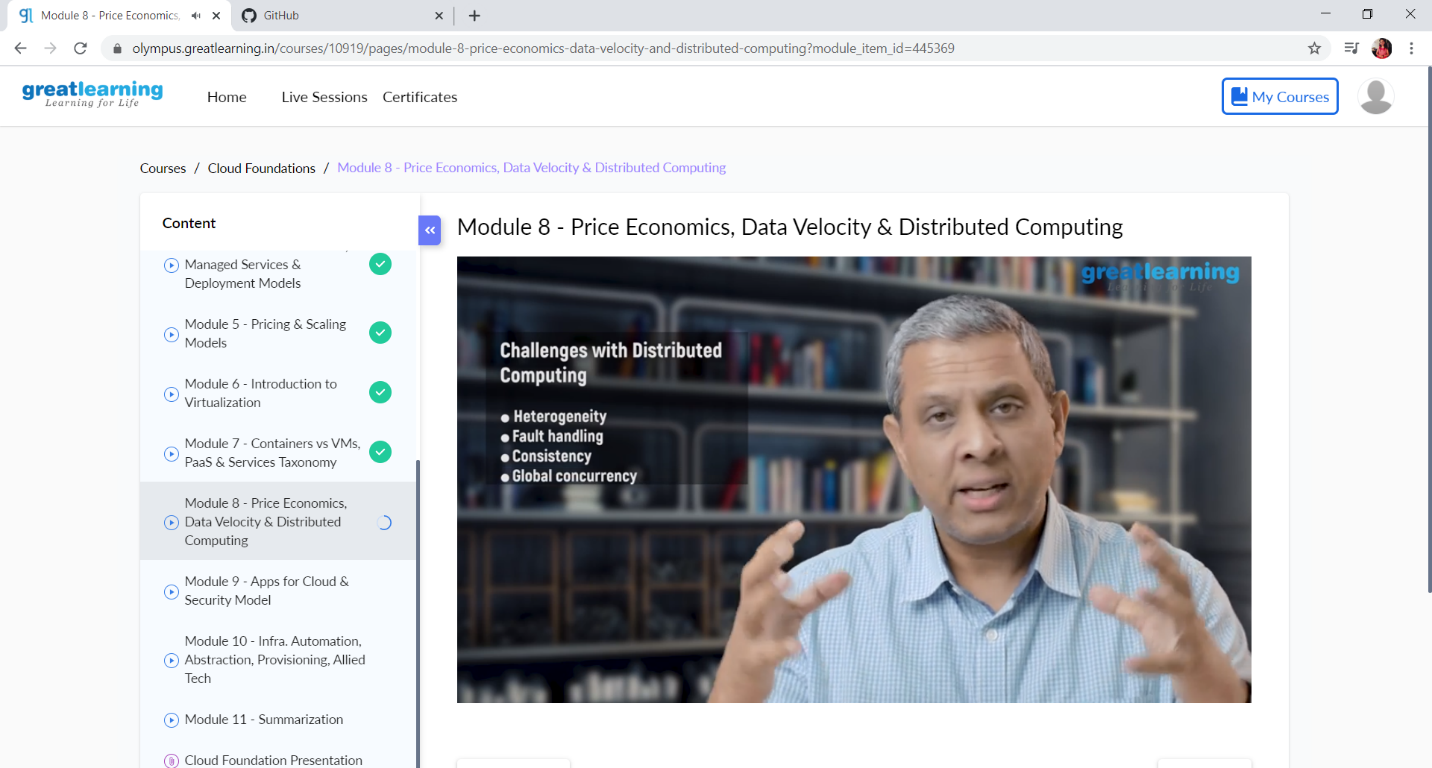 Module 8 - Price Economics,
GitHub
olympus.greatlearning.in/courses/10919/pages/module-8-price-economics-data-velocity-and-distributed-computing?module_item_id=445369
greatlearning
Learning for Life
Home
Live Sessions
Certificates
My Courses
Courses / Cloud Foundations / Module 8 - Price Economics, Data Velocity & Distributed Computing
Content
Managed Services &
Deployment Models
Module 5 - Pricing & Scaling
Models
Module 6 - Introduction to
Virtualization
Module 7 - Containers vs VMs,
PaaS & Services Taxonomy
Module 8 - Price Economics,
Data Velocity & Distributed
Computing
Module 9 - Apps for Cloud &
Security Model
Module 10 - Infra. Automation,
Abstraction, Provisioning, Allied
Tech
Module 11 - Summarization
Cloud Foundation Presentation
Module 8 - Price Economics, Data Velocity & Distributed Computing
greatlearning
Learning for Life
Challenges with Distributed
Computing
● Heterogeneity
● Fault handling
● Consistency
● Global concurrency